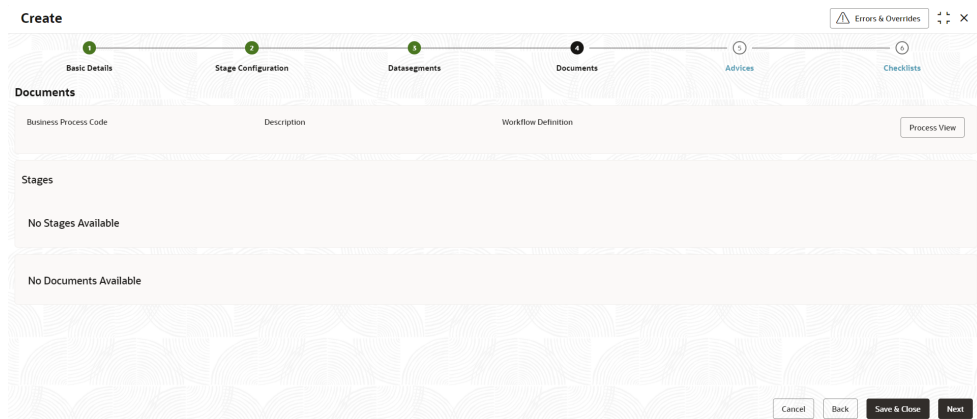 Create
Errors & Overrides
1 2 3 4 5 6
Basic Details Stage Configuration Datasegments Documents Advices Checklists
Documents
Business Process Code Description Workflow Definition
Process View
Stages
No Stages Available
No Documents Available
Cancel Back Save & Close Next